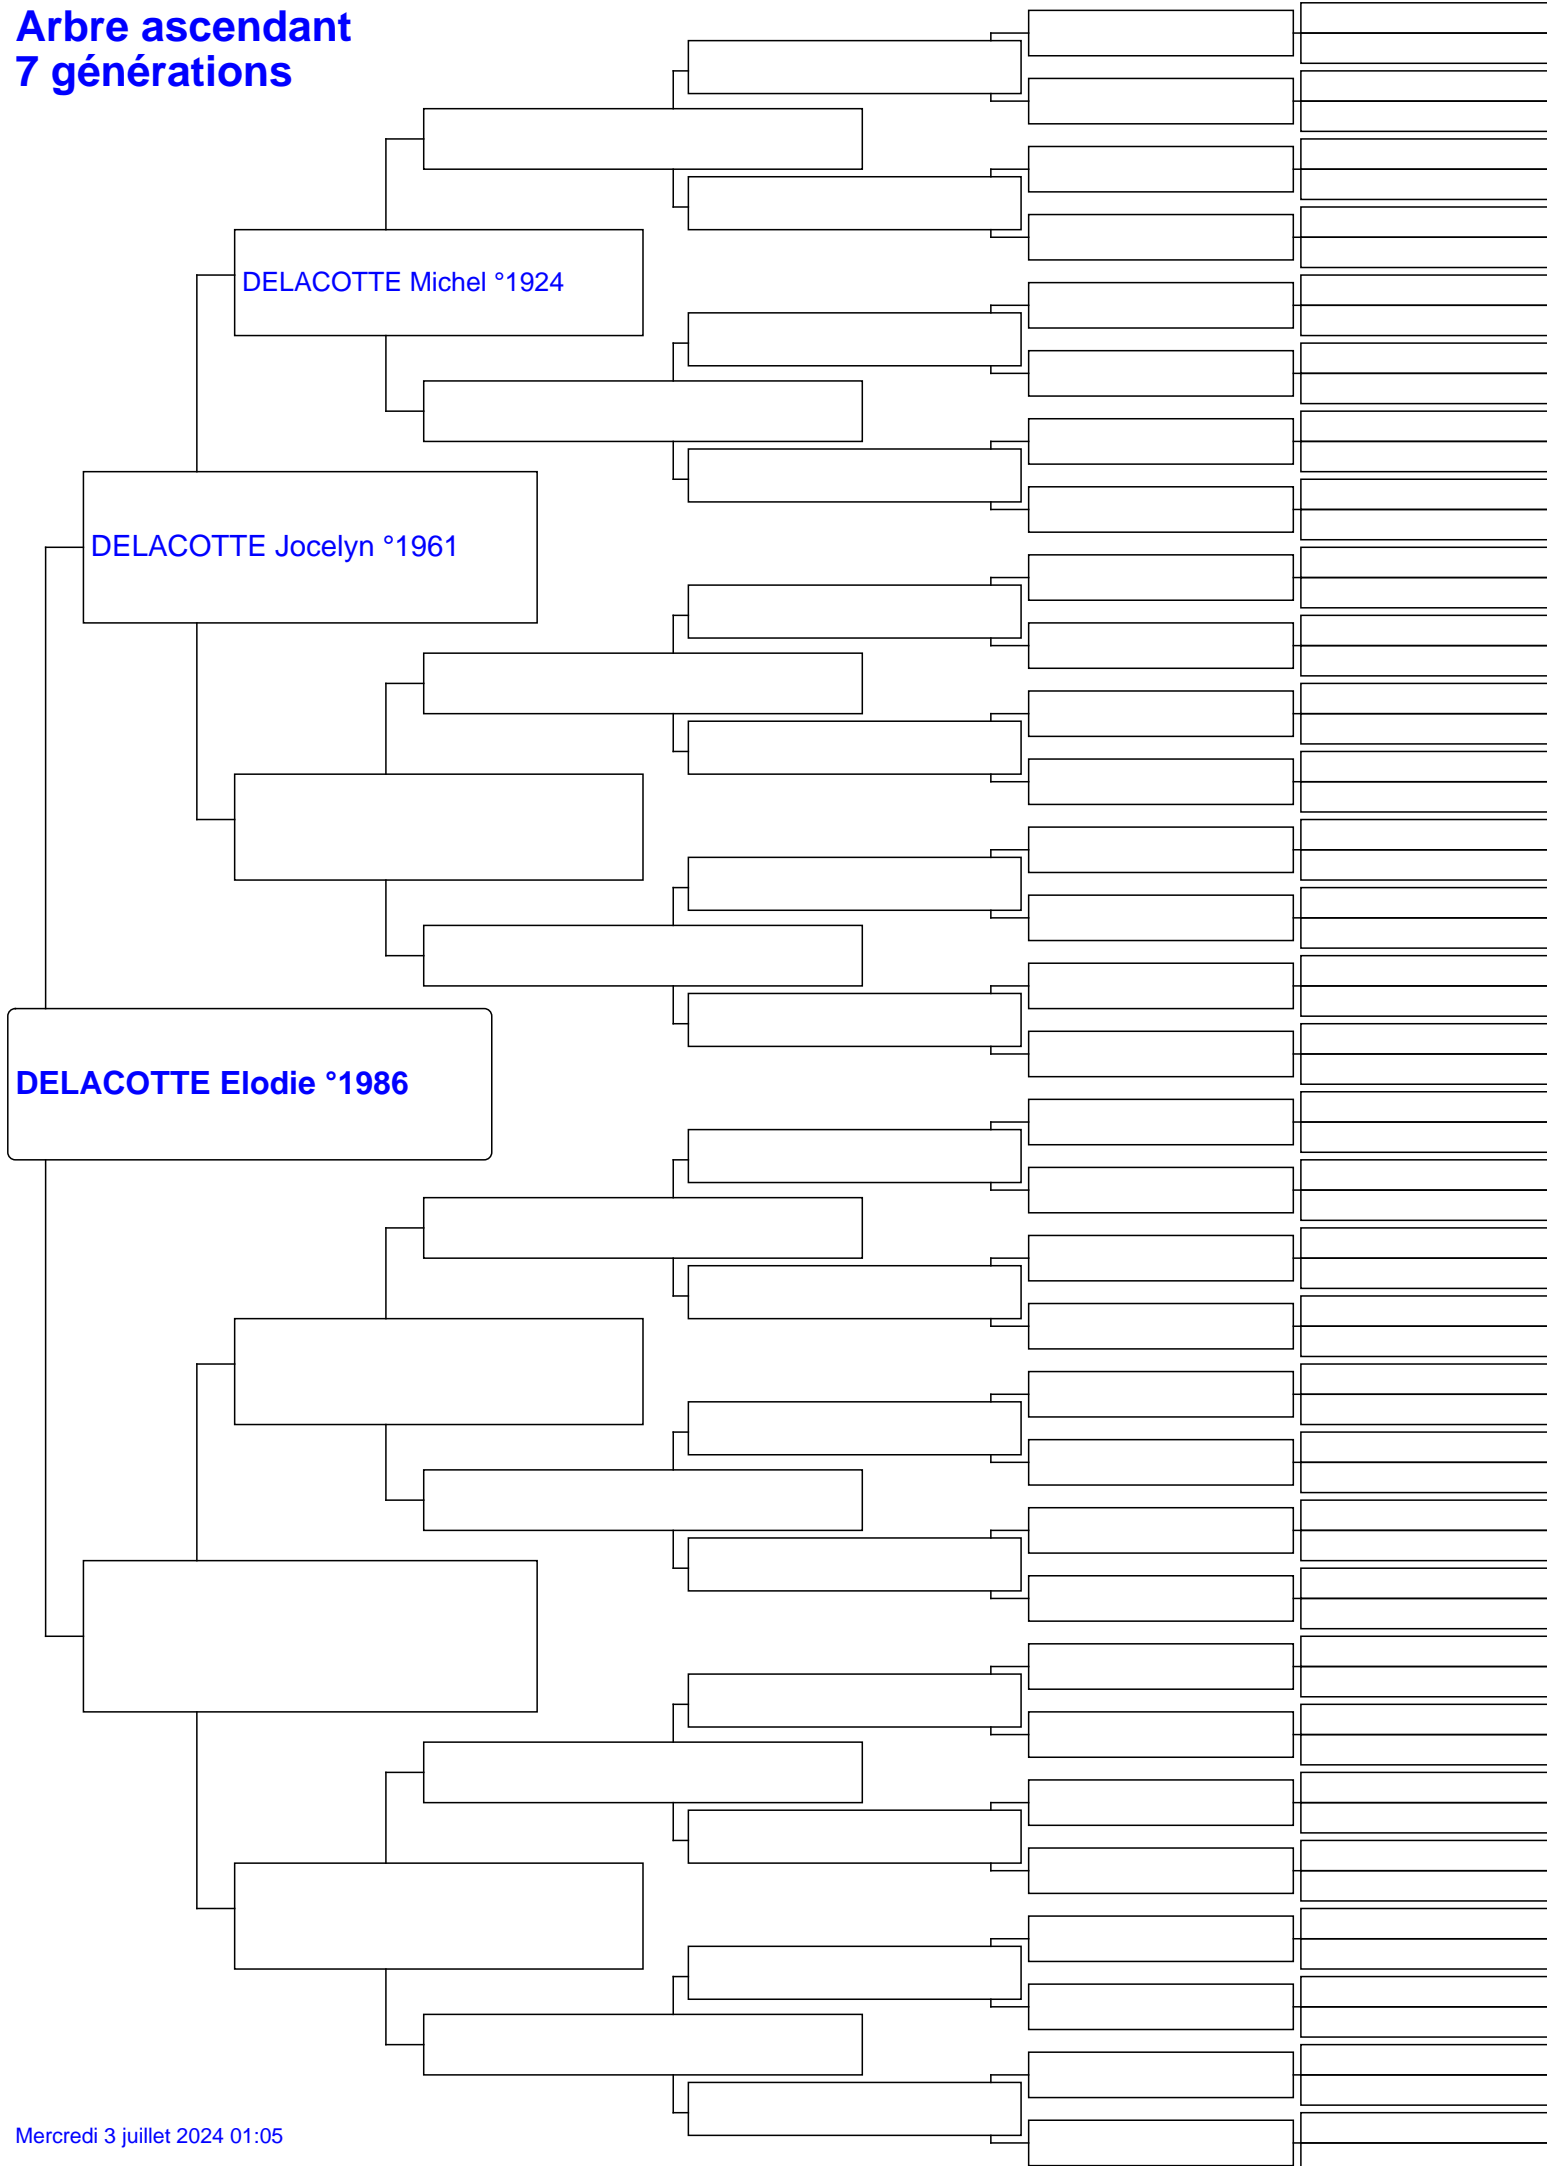 Arbre ascendant
7 générations
DELACOTTE Michel °1924
DELACOTTE Jocelyn °1961
DELACOTTE Elodie °1986
Mercredi 3 juillet 2024 01:05